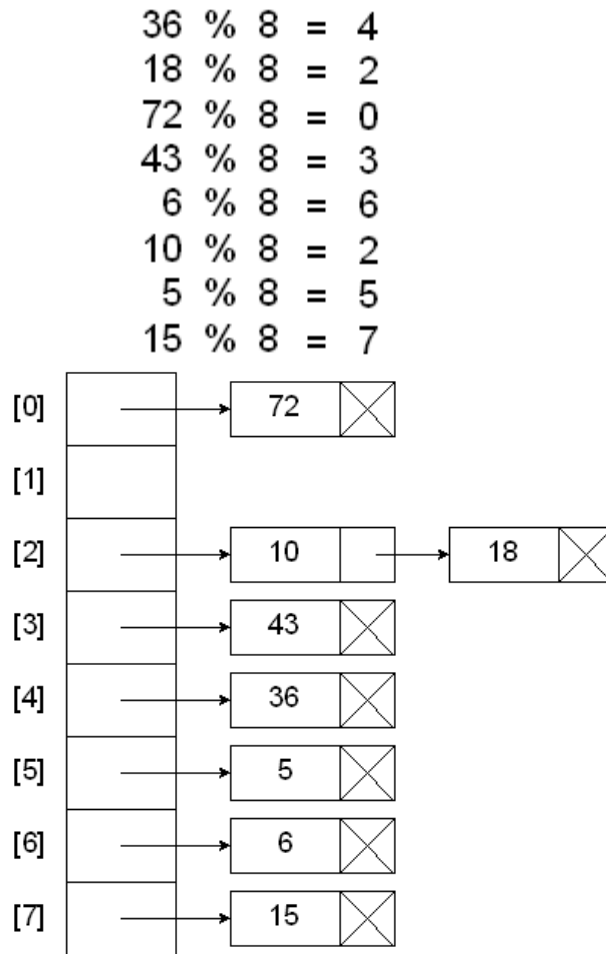 36 % 8 = 4
18 % 8 = 2
72 % 8 = 0
43 % 8 = 3
6 % 8 = 6
10 % 8 = 2
5 % 8 = 5
15 % 8 = 7
[0] 72
[1]
[2] 10 18
[3] 43
[4] 36
[5] 5
[6] 6
[7] 15